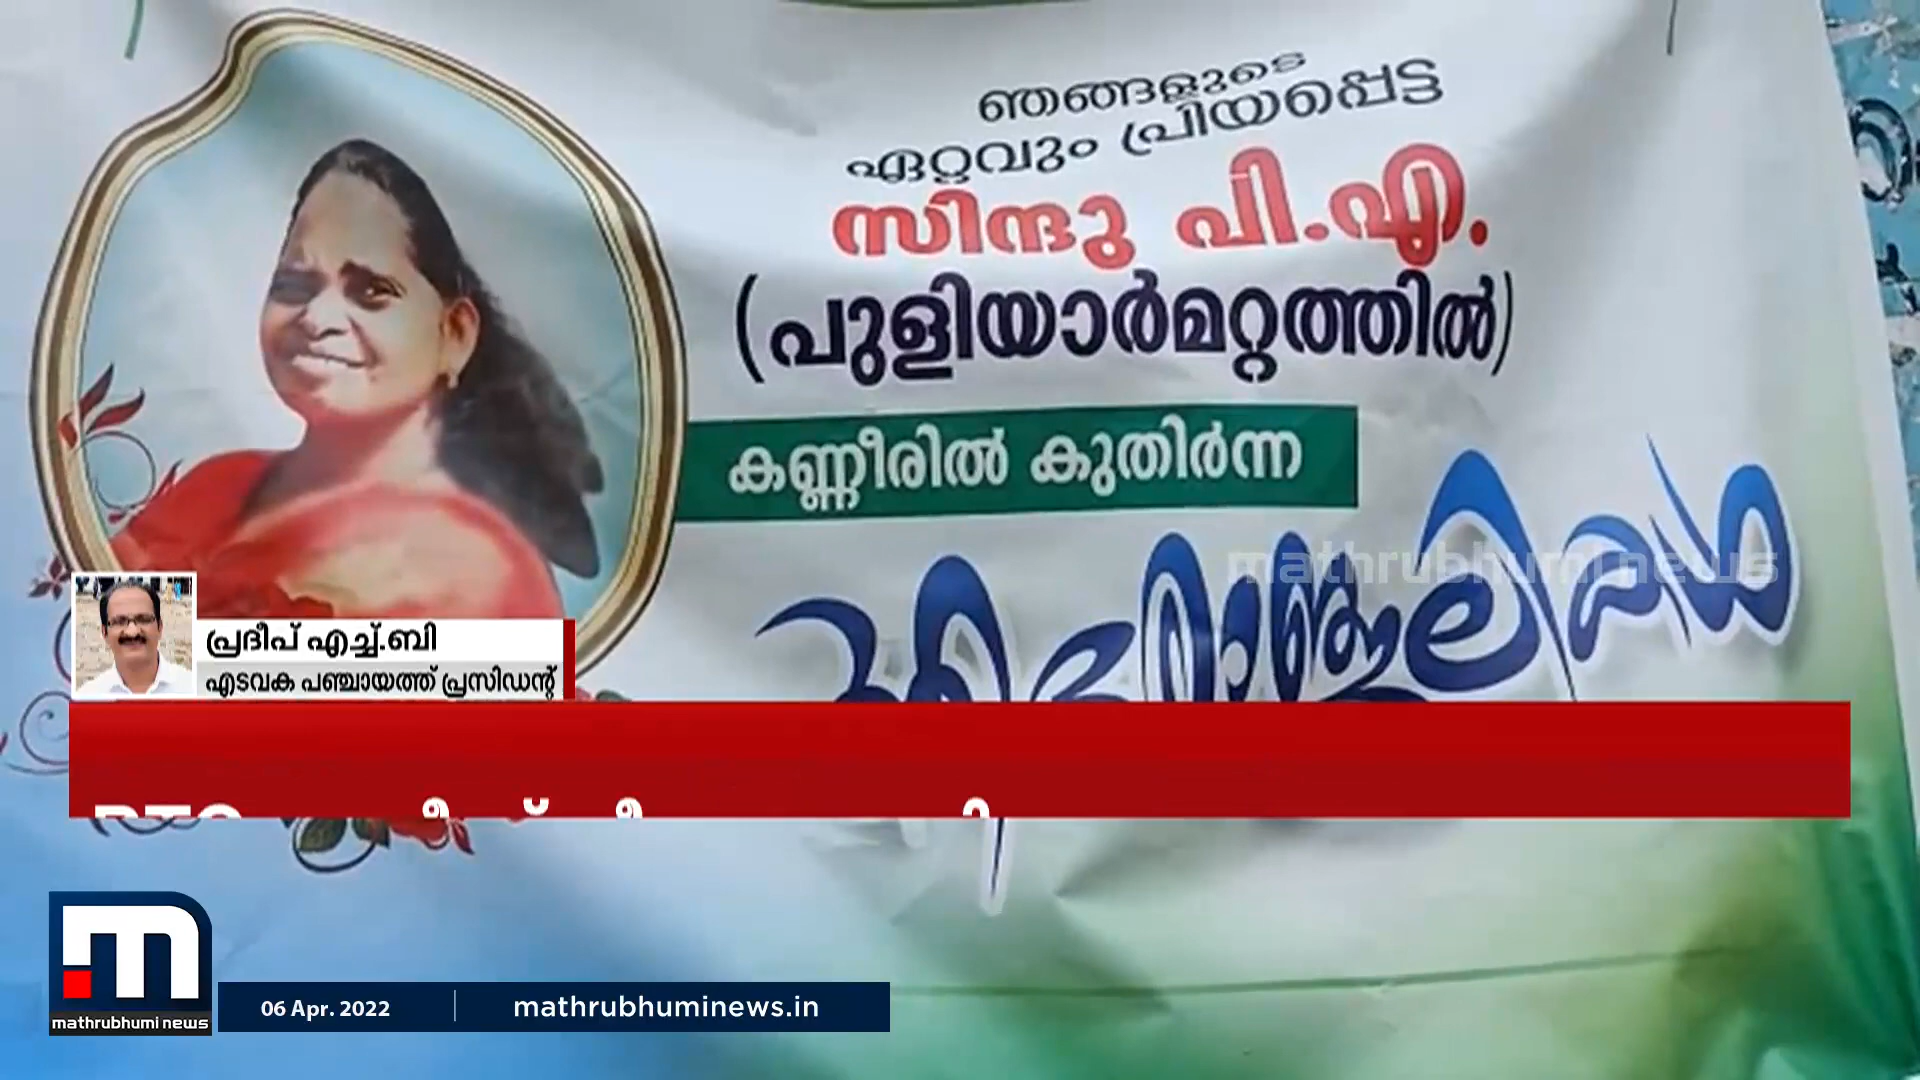 ഞങ്ങളുടെ
ഏറ്റവും പ്രിയപ്പെട്ട
സിന്ദു പി.എ.
(പുളിയാർമറ്റത്തിൽ)
കണ്ണീരിൽ കുതിർന്ന
ആദരാഞ്ജലികൾ
mathrubhumi news
പ്രദീപ് എച്ച്.ബി
എടവക പഞ്ചായത്ത് പ്രസിഡന്റ്
mathrubhumi news
06 Apr. 2022
mathrubhuminews.in